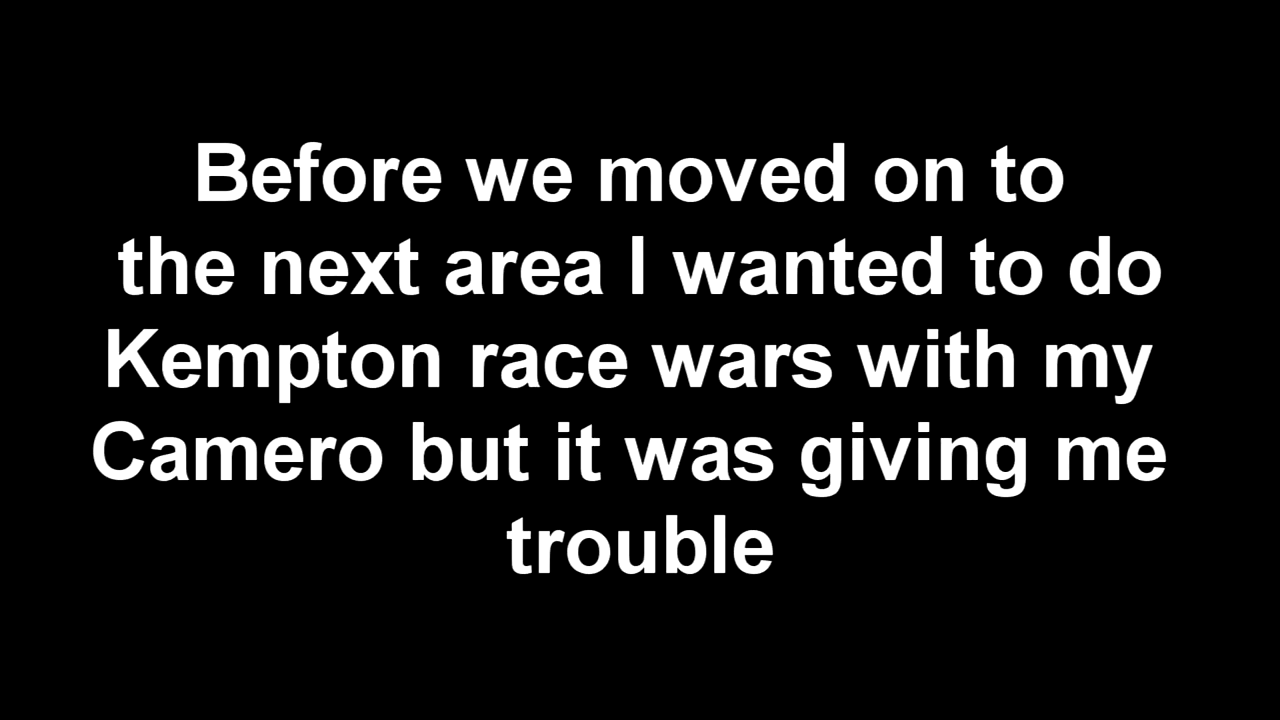 Before we moved on to
the next area I wanted to do
Kempton race wars with my
Camero but it was giving me
trouble